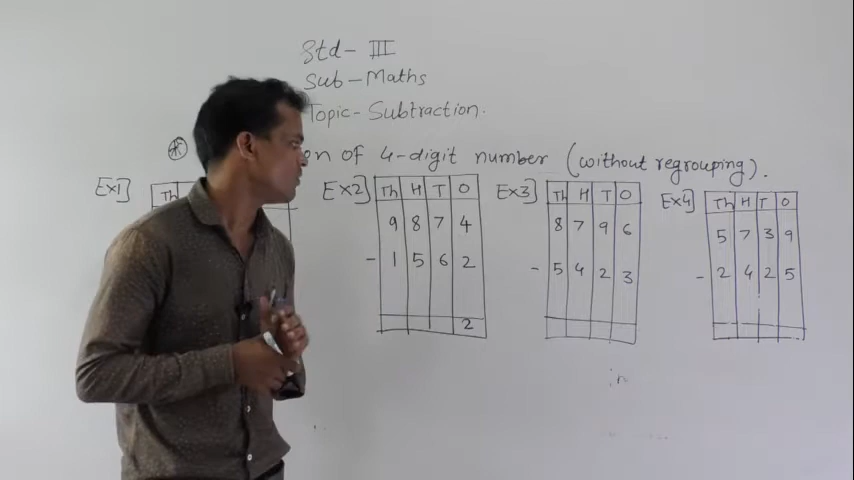 Std- III
Sub-Maths
Topic-Subtraction.
on of 4-digit number (without regrouping).
Ex1] Ex2] Ex3] Ex4]
Th
Th H T O
9 8 7 4
- 1 5 6 2
2
Th H T O
8 7 9 6
- 5 4 2 3
Th H T O
5 7 3 9
- 2 4 2 5